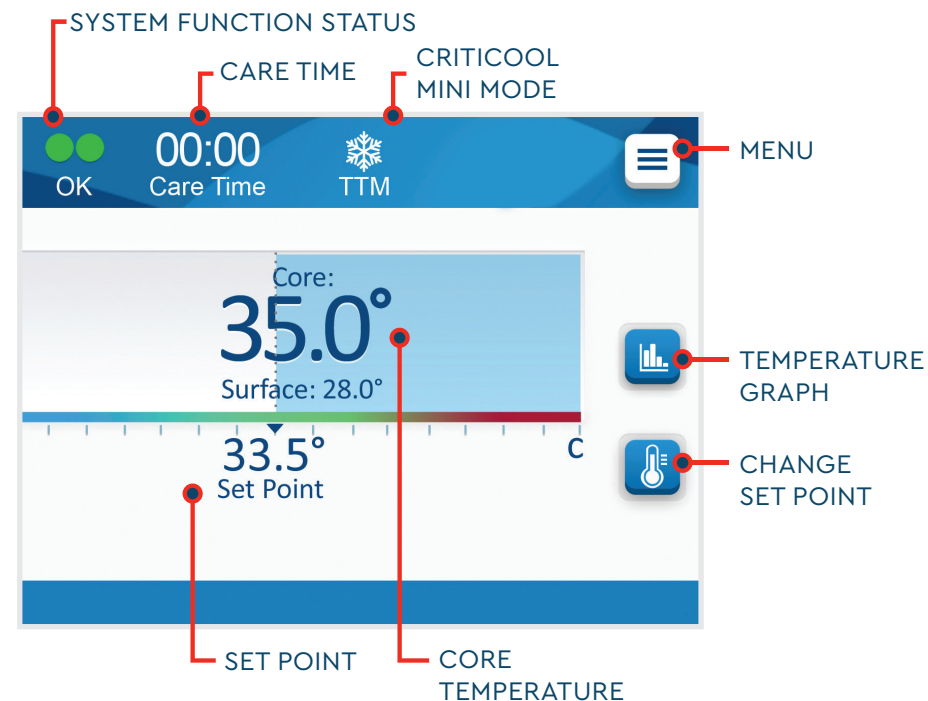 SYSTEM FUNCTION STATUS
CARE TIME
CRITICOOL
MINI MODE
OK
00:00
Care Time
TTM
MENU
Core:
35.0°
Surface: 28.0°
33.5°
Set Point
C
TEMPERATURE
GRAPH
CHANGE
SET POINT
SET POINT
CORE
TEMPERATURE